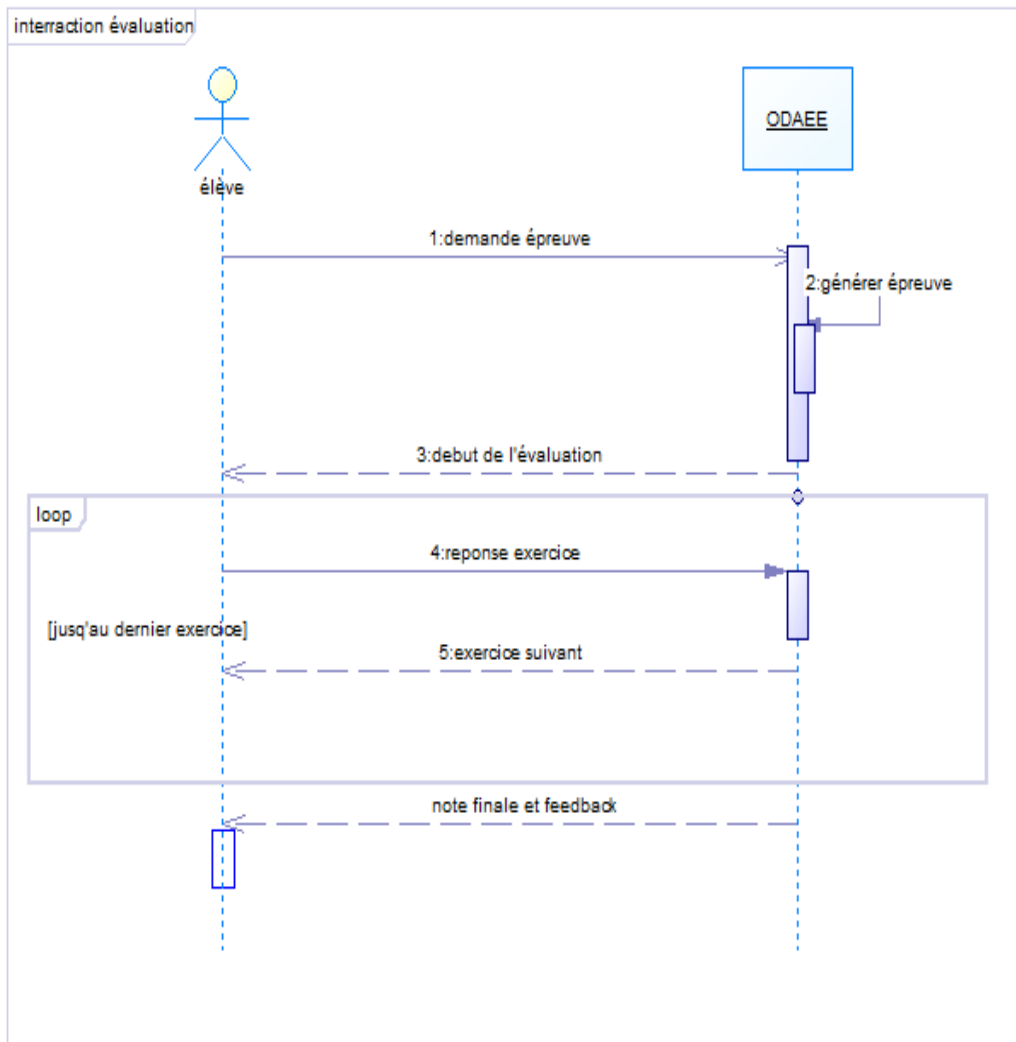 interraction évaluation
ODAEE
élève
1:demande épreuve
2:générer épreuve
3:debut de l'évaluation
loop
4:reponse exercice
[jusq'au dernier exercice]
5:exercice suivant
note finale et feedback